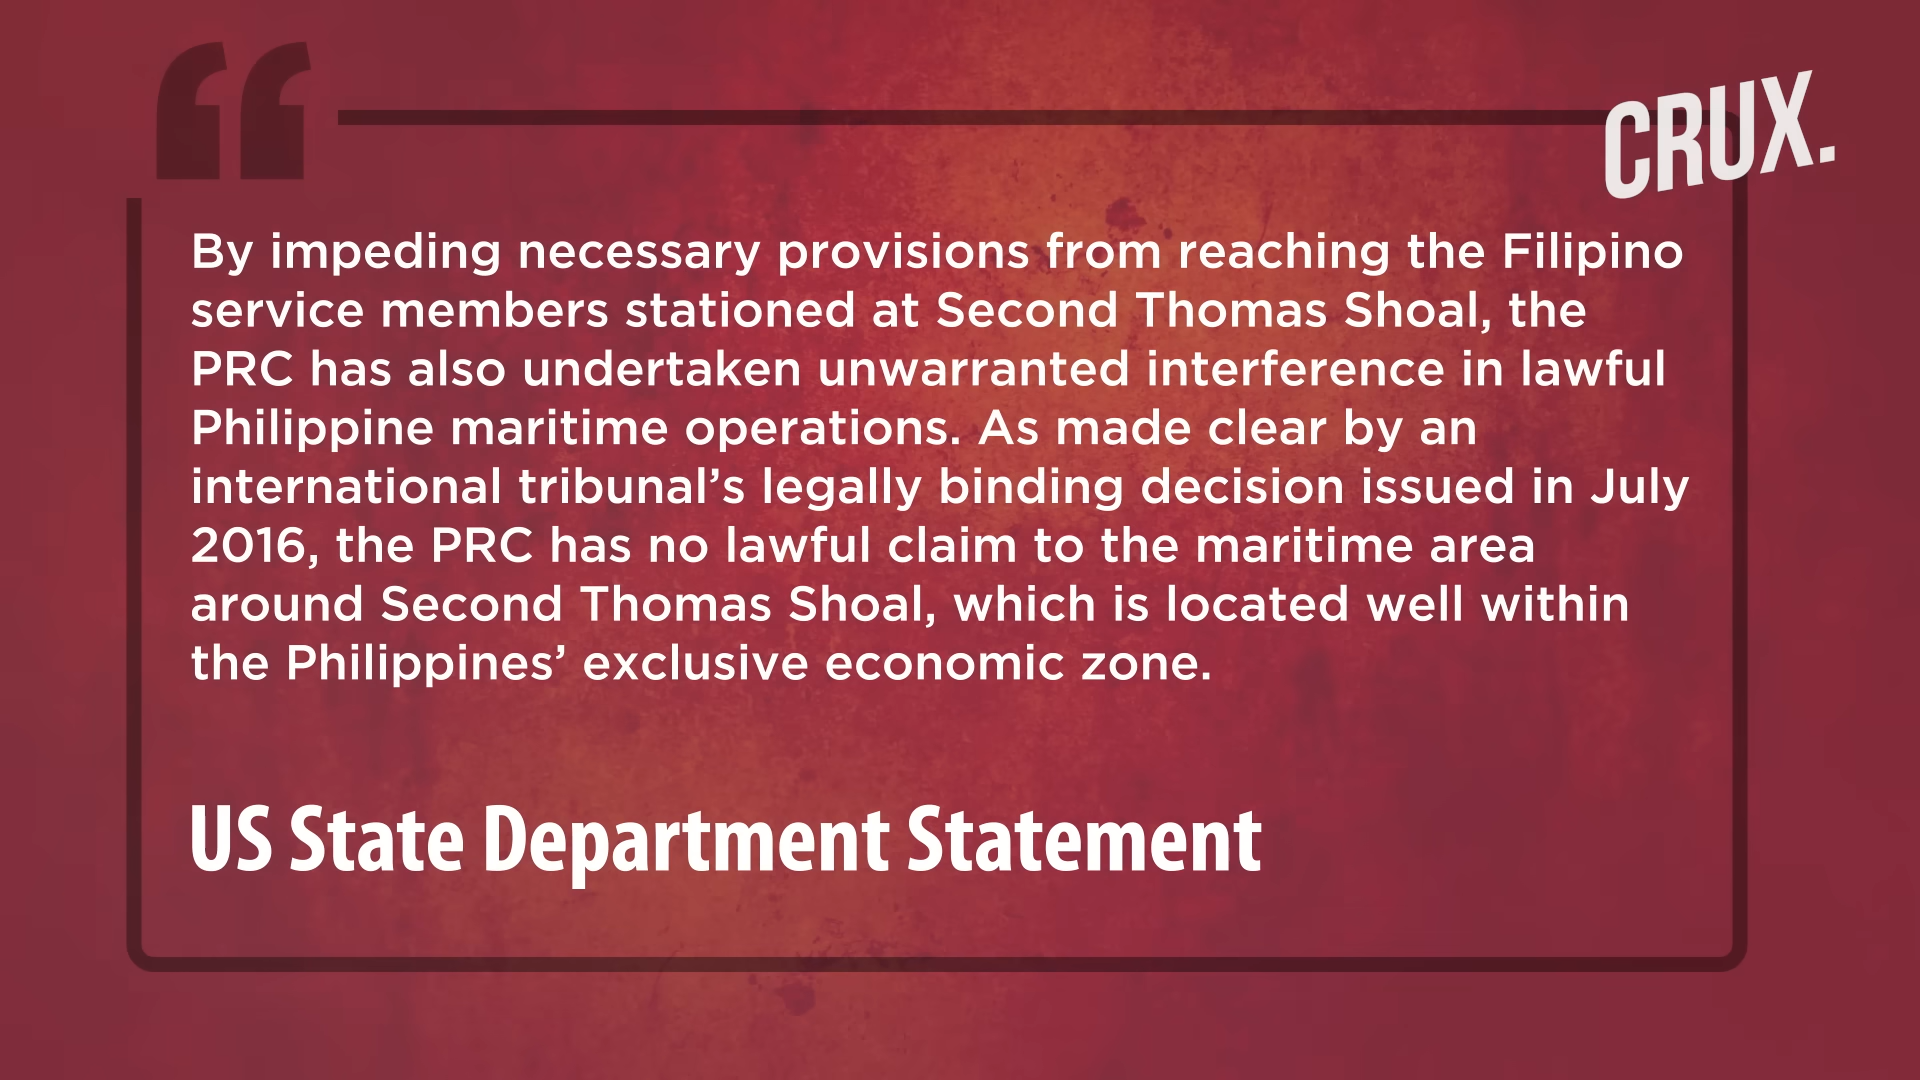 CRUX.
By impeding necessary provisions from reaching the Filipino
service members stationed at Second Thomas Shoal, the
PRC has also undertaken unwarranted interference in lawful
Philippine maritime operations. As made clear by an
international tribunal’s legally binding decision issued in July
2016, the PRC has no lawful claim to the maritime area
around Second Thomas Shoal, which is located well within
the Philippines’ exclusive economic zone.
US State Department Statement